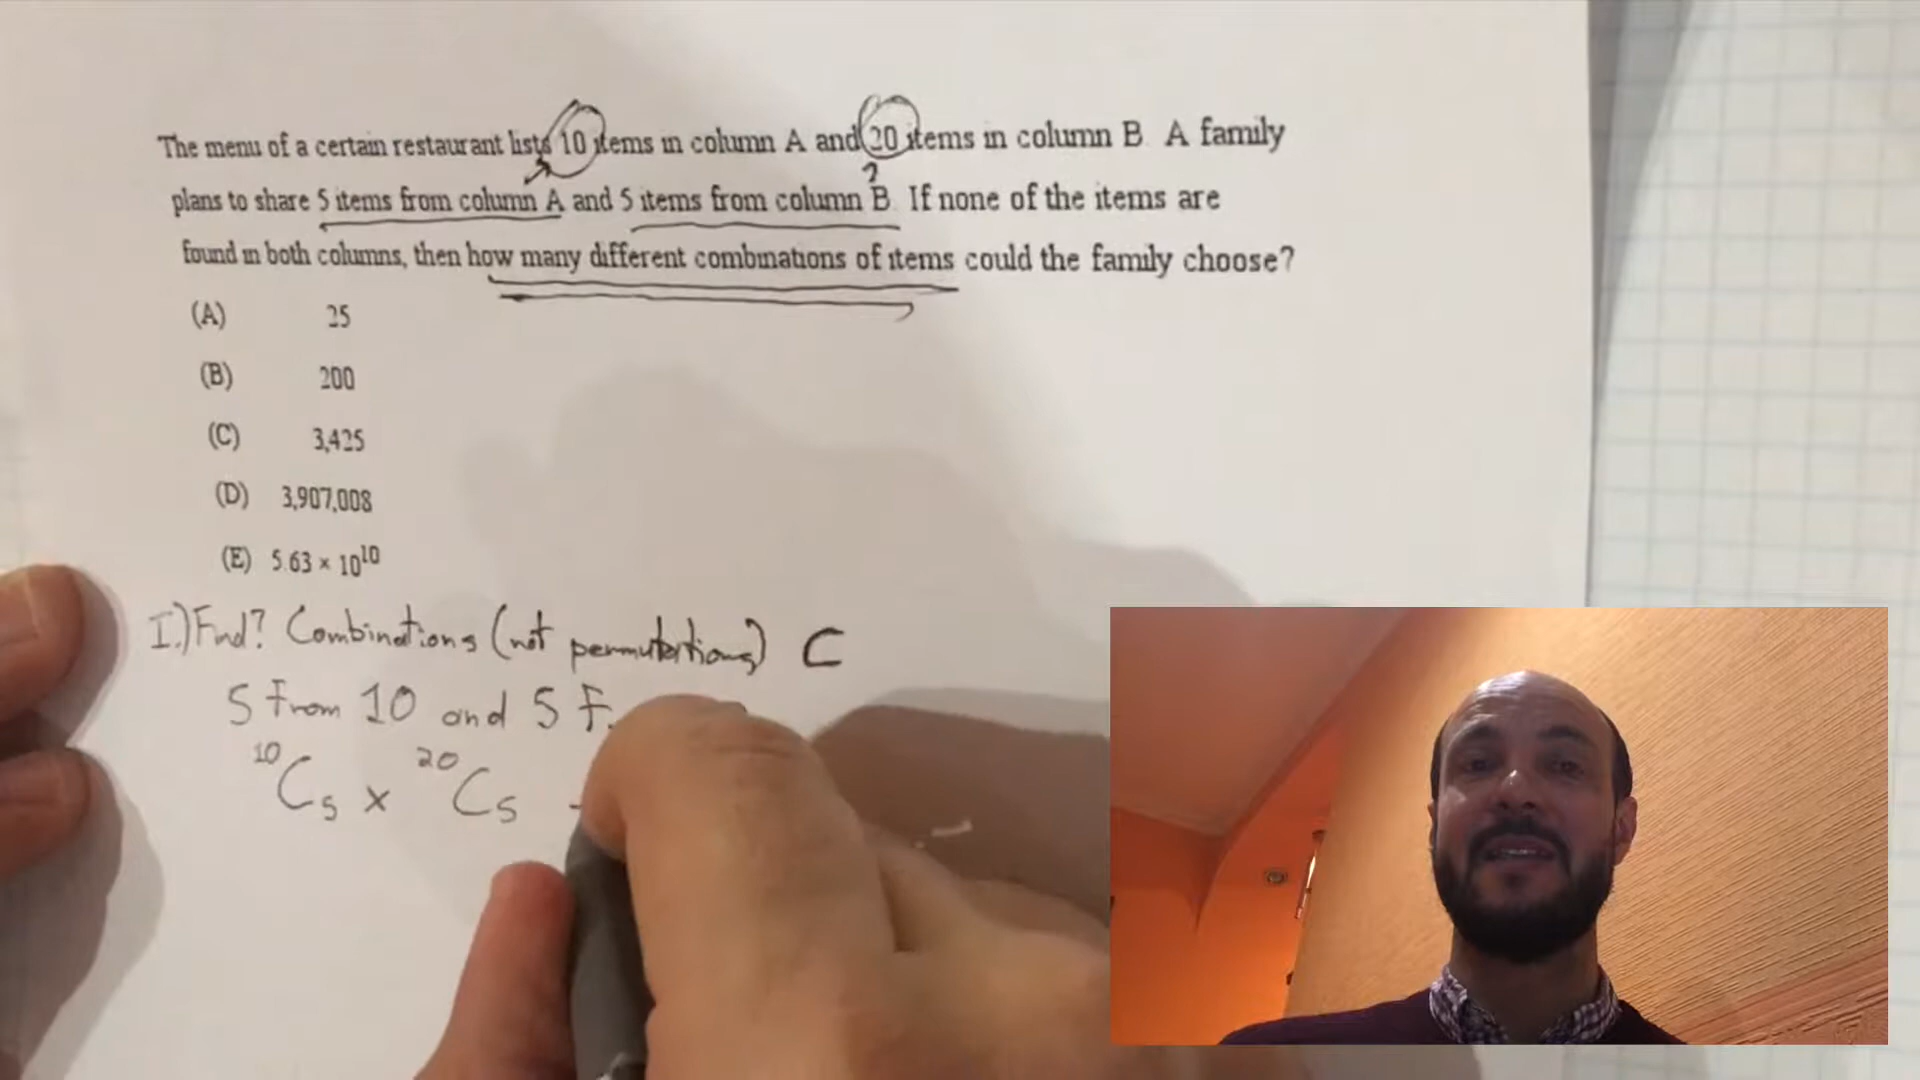 The menu of a certain restaurant lists 10 items in column A and 20 items in column B. A family
plans to share 5 items from column A and 5 items from column B. If none of the items are
found in both columns, then how many different combinations of items could the family choose?
(A) 25
(B) 200
(C) 3,425
(D) 3,907,008
(E) 5.63 × 10¹⁰
I.) Find? Combinations (not permutations) C
5 from 10 and 5 f
¹⁰C₅ x ²⁰C₅